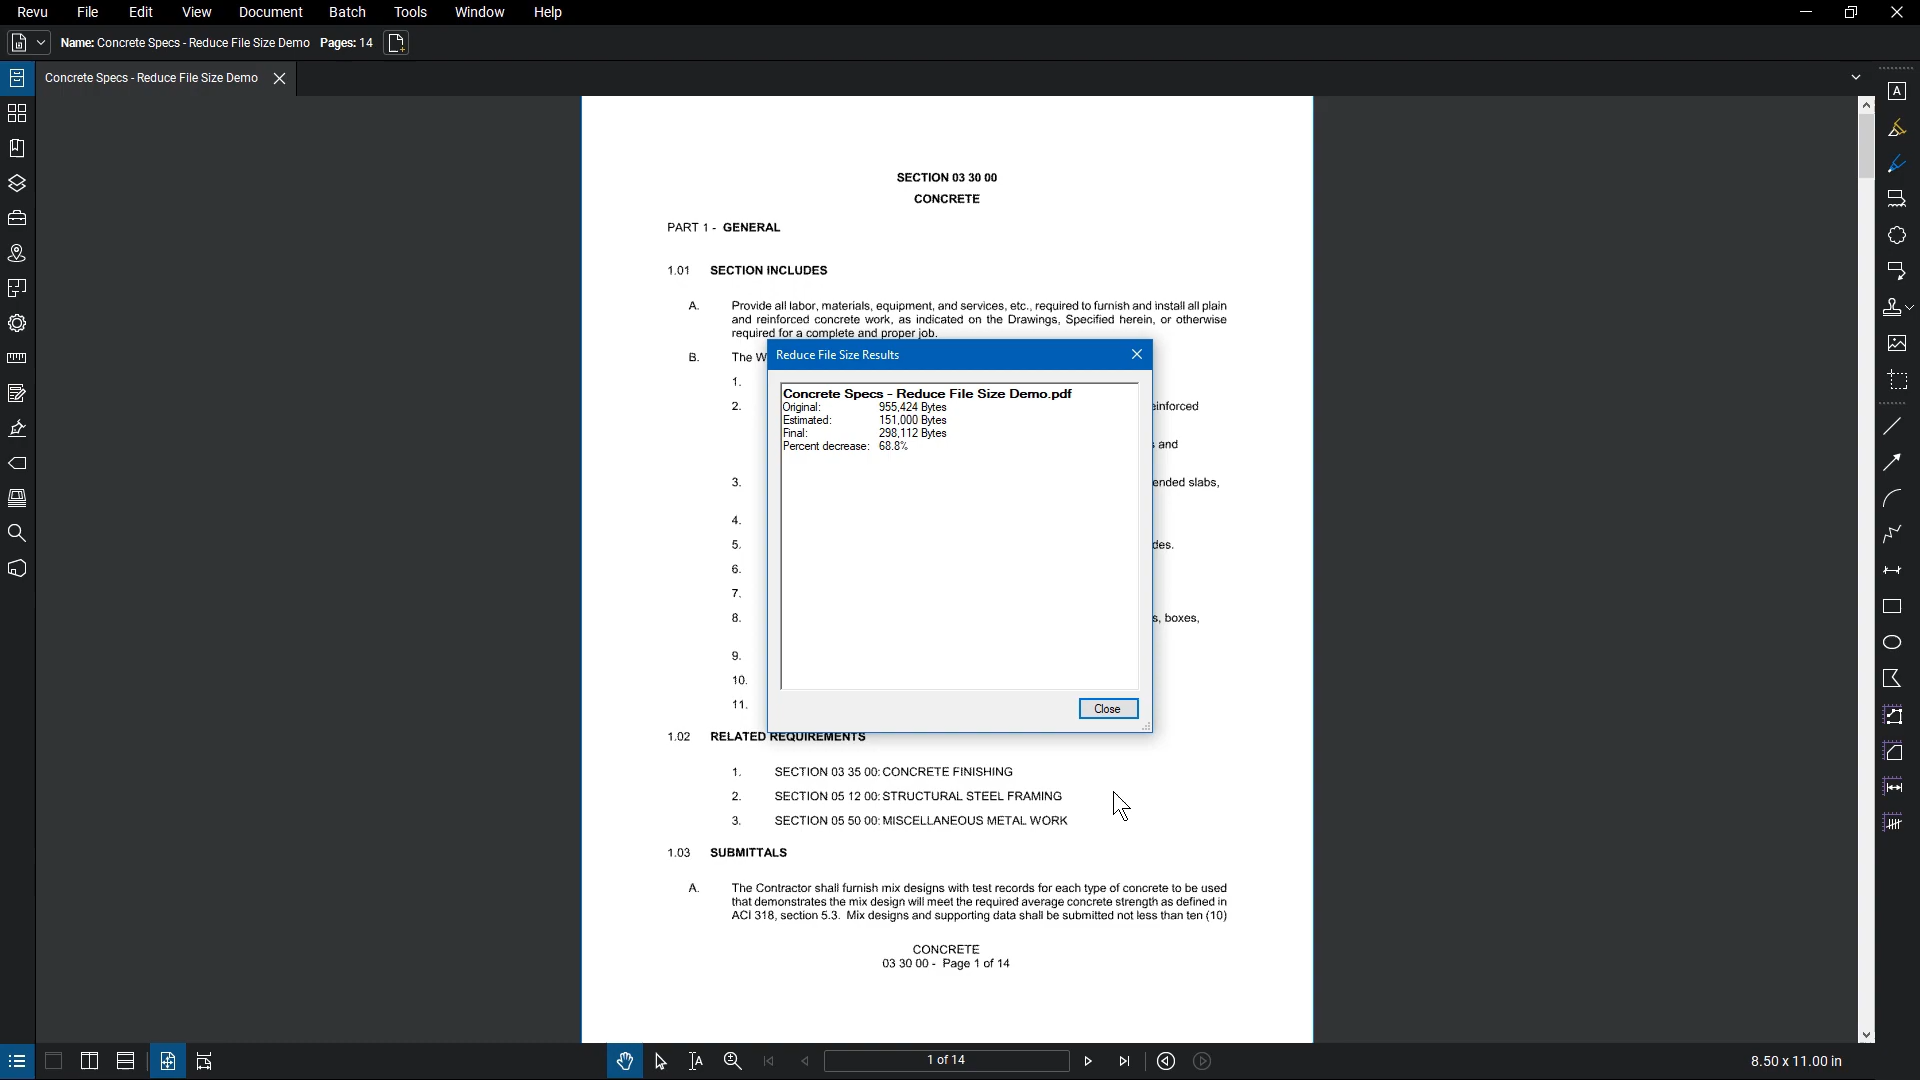 Revu File Edit View Document Batch Tools Window Help
Name: Concrete Specs - Reduce File Size Demo Pages: 14
Concrete Specs - Reduce File Size Demo
SECTION 03 30 00
CONCRETE
PART 1 - GENERAL
1.01 SECTION INCLUDES
A. Provide all labor, materials, equipment, and services, etc., required to furnish and install all plain
and reinforced concrete work, as indicated on the Drawings, Specified herein, or otherwise
required for a complete and proper job.
B. The W
Reduce File Size Results
Concrete Specs - Reduce File Size Demo.pdf
Original: 955,424 Bytes
Estimated: 151,000 Bytes
Final: 298,112 Bytes
Percent decrease: 68.8%
Close
1.
2. einforced
and
3. ended slabs,
4.
5. des.
6.
7.
8. s, boxes,
9.
10.
11.
1.02 RELATED REQUIREMENTS
1. SECTION 03 35 00: CONCRETE FINISHING
2. SECTION 05 12 00: STRUCTURAL STEEL FRAMING
3. SECTION 05 50 00: MISCELLANEOUS METAL WORK
1.03 SUBMITTALS
A. The Contractor shall furnish mix designs with test records for each type of concrete to be used
that demonstrates the mix design will meet the required average concrete strength as defined in
ACI 318, section 5.3. Mix designs and supporting data shall be submitted not less than ten (10)
CONCRETE
03 30 00 - Page 1 of 14
1 of 14
8.50 x 11.00 in